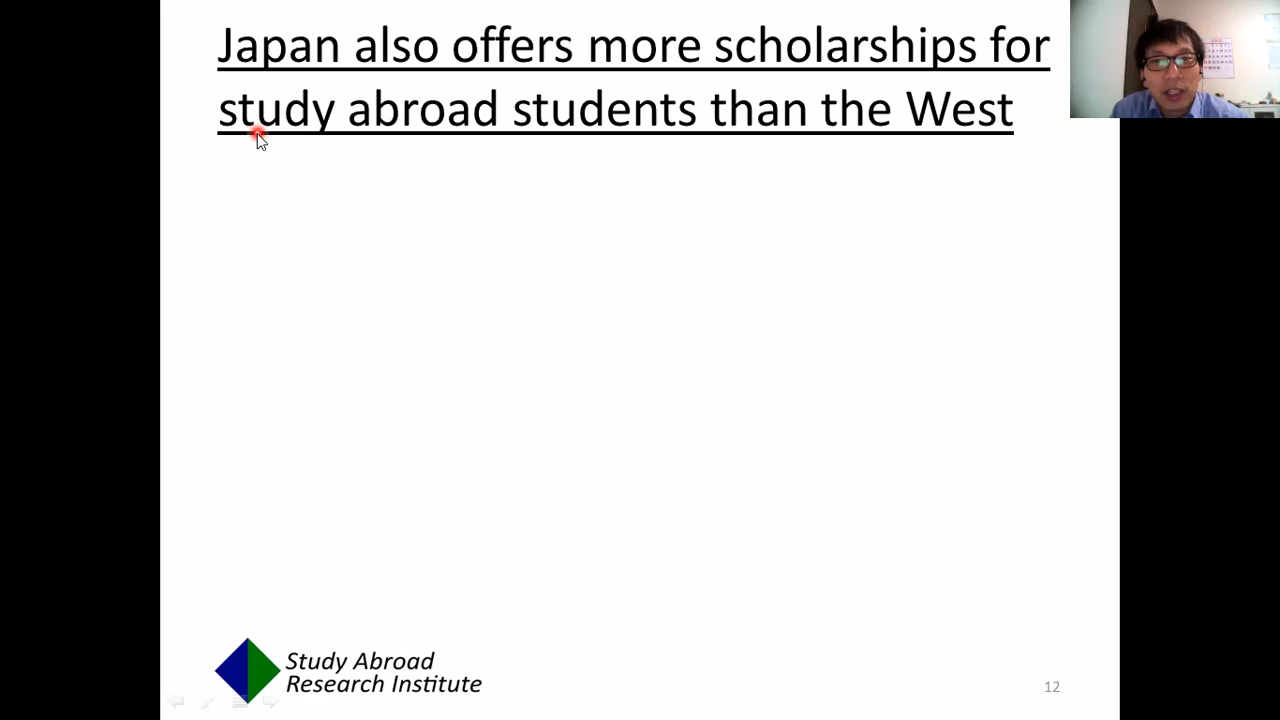 Japan also offers more scholarships for
study abroad students than the West
Study Abroad
Research Institute
12